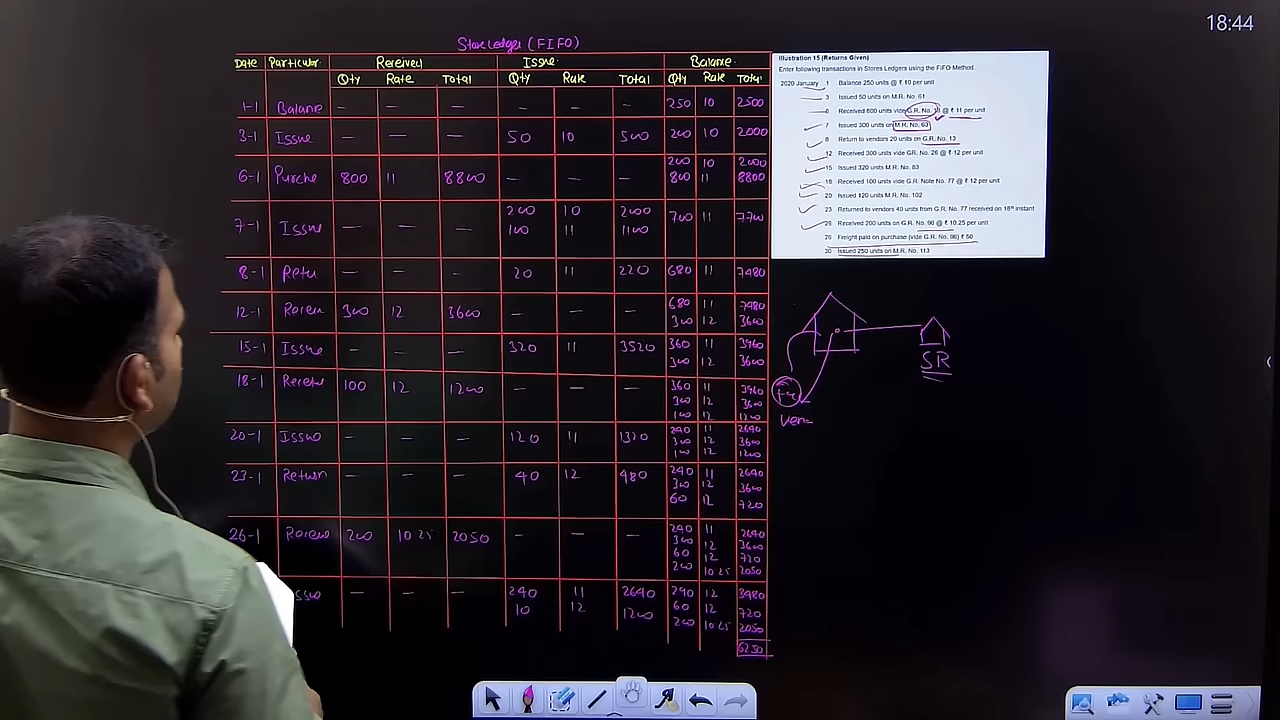 18:44
Store Ledger (FIFO)
Date Particular Received Issue Balance
Qty Rate Total Qty Rate Total Qty Rate Total
1-1 Balane — — — — — — 250 10 2500
3-1 Issue — — — 50 10 500 200 10 2000
6-1 Purche 800 11 8800 — — — 200 10 2000
800 11 8800
7-1 Issue 200 10 2000 700 11 7700
100 11 1100
8-1 Retu — — - 20 11 220 680 11 7480
12-1 Receiu 300 12 3600 — — — 680 11 7480
300 12 3600
15-1 Issue - — — 320 11 3520 360 11 3960
300 12 3600
18-1 Receiu 100 12 1200 — — — 360 11 3960
300 12 3600
100 12 1200
20-1 Issue - — — 120 11 1320 240 11 2640
300 12 3600
100 12 1200
23-1 Return - — — 40 12 480 240 11 2640
300 12 3600
60 12 720
26-1 Receiu 200 10 25 2050 — — — 240 11 2640
300 12 3600
60 12 720
200 10 25 2050
ssue — — — 240 11 2640 290 12 3480
10 12 1200 60 12 720
200 10 25 2050
6250
Illustration 15 (Returns Given)
Enter following transactions in Stores Ledgers using the FIFO Method.
2020 January 1 Balance 250 units @ ₹ 10 per unit
3 Issued 50 units on M.R. No. 61
6 Received 800 units vide G.R. No. 13 @ ₹ 11 per unit
7 Issued 300 units on M.R. No. 63
8 Return to vendors 20 units on G.R. No. 13
12 Received 300 units vide GR. No. 26 @ ₹ 12 per unit
15 Issued 320 units M.R. No. 83
18 Received 100 units vide G.R. Note No. 77 @ ₹ 12 per unit
20 Issued 120 units M.R. No. 102
23 Returned to vendors 40 units from G.R. No. 77 received on 18th instant
26 Received 200 units on G.R. No. 96 @ ₹ 10.25 per unit
26 Freight paid on purchase (vide G.R. No. 96) ₹ 50
30 Issued 250 units on M.R. No. 113
SR
Ven=